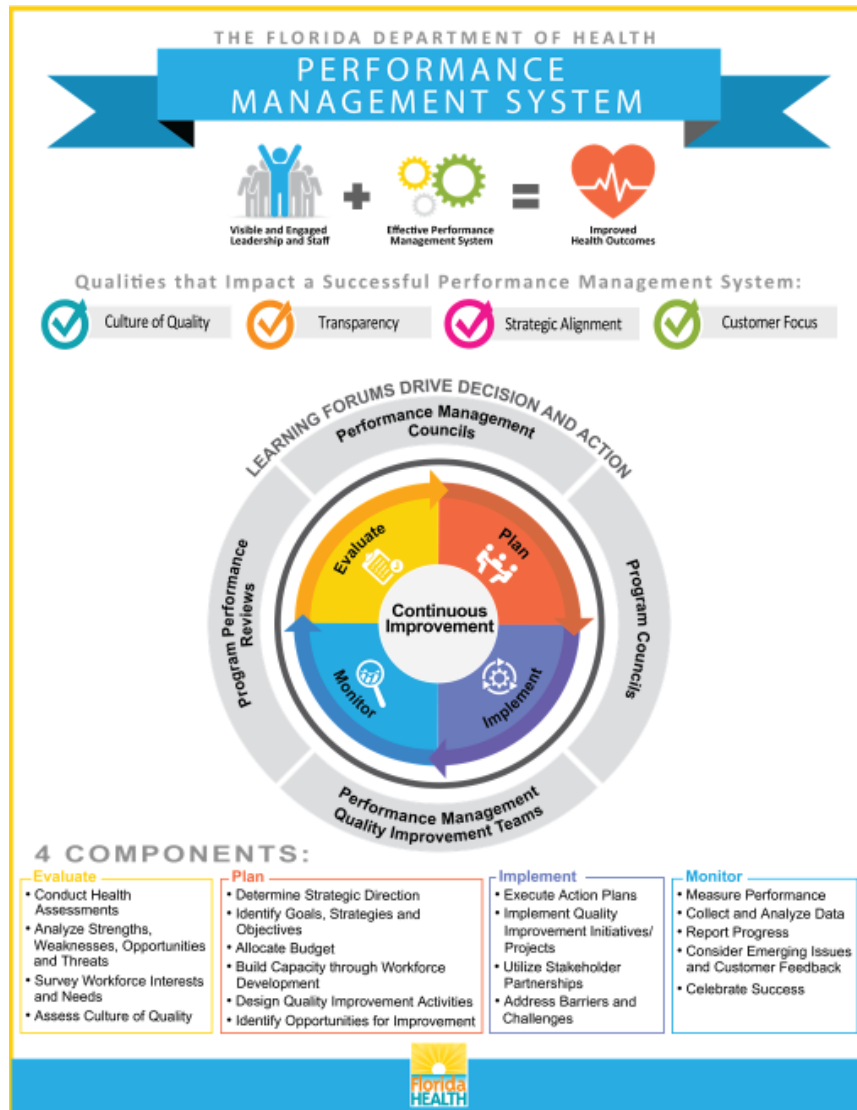 THE FLORIDA DEPARTMENT OF HEALTH
PERFORMANCE
MANAGEMENT SYSTEM
Visible and Engaged
Leadership and Staff
Effective Performance
Management System
Improved
Health Outcomes
Qualities that Impact a Successful Performance Management System:
Culture of Quality
Transparency
Strategic Alignment
Customer Focus
LEARNING FORUMS DRIVE DECISION AND ACTION
Performance Management
Councils
Program Performance
Reviews
Program Councils
Performance Management
Quality Improvement Teams
Evaluate
Plan
Continuous
Improvement
Monitor
Implement
4 COMPONENTS:
Evaluate
• Conduct Health
Assessments
• Analyze Strengths,
Weaknesses, Opportunities
and Threats
• Survey Workforce Interests
and Needs
• Assess Culture of Quality
Plan
• Determine Strategic Direction
• Identify Goals, Strategies and
Objectives
• Allocate Budget
• Build Capacity through Workforce
Development
• Design Quality Improvement Activities
• Identify Opportunities for Improvement
Implement
• Execute Action Plans
• Implement Quality
Improvement Initiatives/
Projects
• Utilize Stakeholder
Partnerships
• Address Barriers and
Challenges
Monitor
• Measure Performance
• Collect and Analyze Data
• Report Progress
• Consider Emerging Issues
and Customer Feedback
• Celebrate Success
Florida
HEALTH